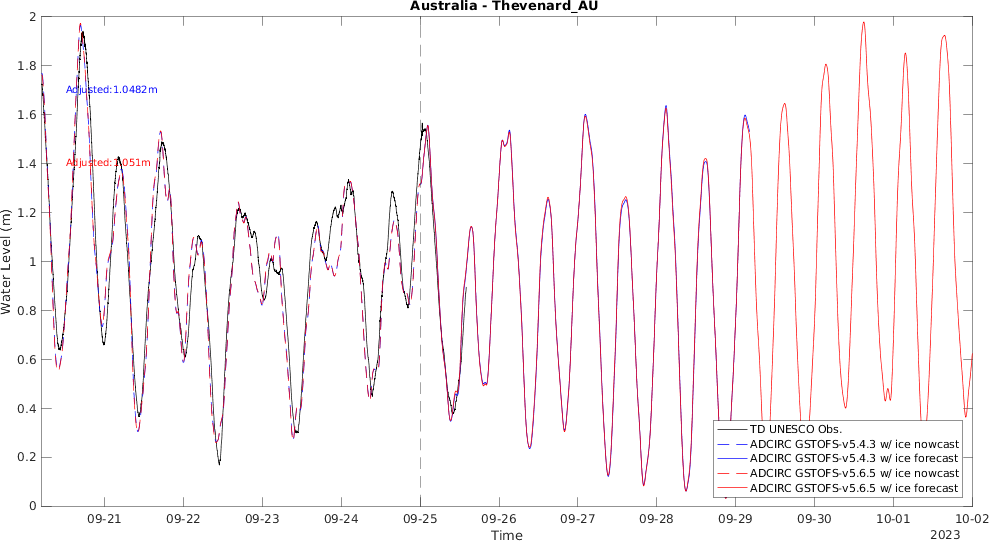 Australia - Thevenard_AU
2
1.8
1.6
1.4
1.2
1
0.8
0.6
0.4
0.2
0
Water Level (m)
Adjusted:1.0482m
Adjusted:1.051m
TD UNESCO Obs.
ADCIRC GSTOFS-v5.4.3 w/ ice nowcast
ADCIRC GSTOFS-v5.4.3 w/ ice forecast
ADCIRC GSTOFS-v5.6.5 w/ ice nowcast
ADCIRC GSTOFS-v5.6.5 w/ ice forecast
09-21 09-22 09-23 09-24 09-25 09-26 09-27 09-28 09-29 09-30 10-01 10-02
Time
2023